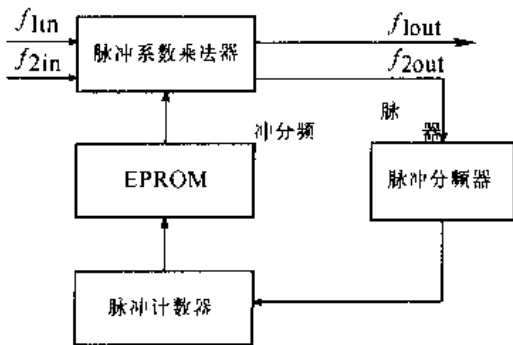 f1in
f1out
脉冲系数乘法器
f2in
f2out
脉
冲分频
器
EPROM
脉冲分频器
脉冲计数器